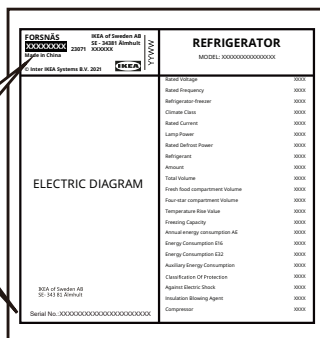 FORSNÄS
XXXXXXXX 23071
Made in China
© Inter IKEA Systems B.V. 2021
IKEA of Sweden AB
SE - 34381 Älmhult
XXXXXX
IKEA
YYWW
REFRIGERATOR
MODEL: XXXXXXXXXXXXXXXX
ELECTRIC DIAGRAM
IKEA of Sweden AB
SE- 343 81 Älmhult
Serial No.:XXXXXXXXXXXXXXXXXXXXXX
Rated Voltage XXXX
Rated Frequency XXXX
Refrigerator-freezer XXXX
Climate Class XXXX
Rated Current XXXX
Lamp Power XXXX
Rated Defrost Power XXXX
Refrigerant XXXX
Amount XXXX
Total Volume XXXX
Fresh food compartment Volume XXXX
Four-star compartment Volume XXXX
Temperature Rise Value XXXX
Freezing Capacity XXXX
Annual energy consumption AE XXXX
Energy Consumption E16 XXXX
Energy Consumption E32 XXXX
Auxiliary Energy Consumption XXXX
Classification Of Protection XXXX
Against Electric Shock XXXX
Insulation Blowing Agent XXXX
Compressor XXXX